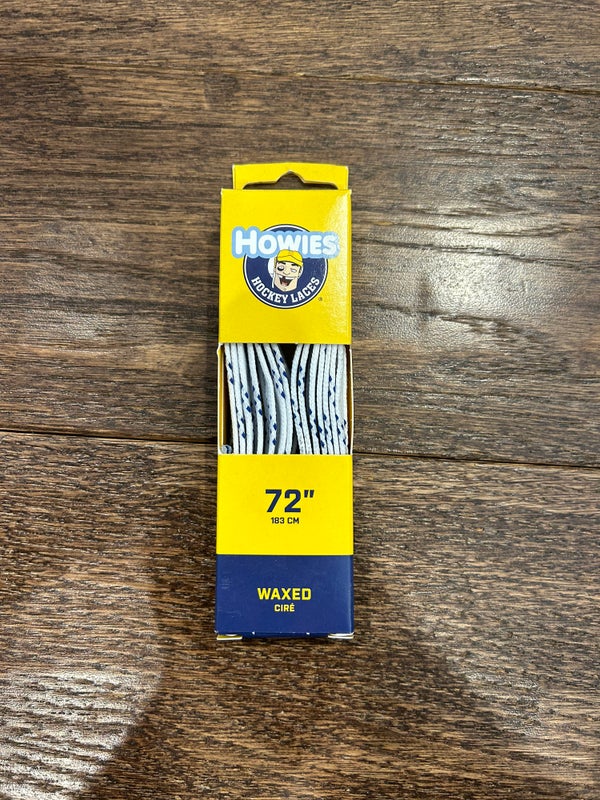 HOWIES
HOCKEY LACES
72"
183 CM
WAXED
CIRÉ